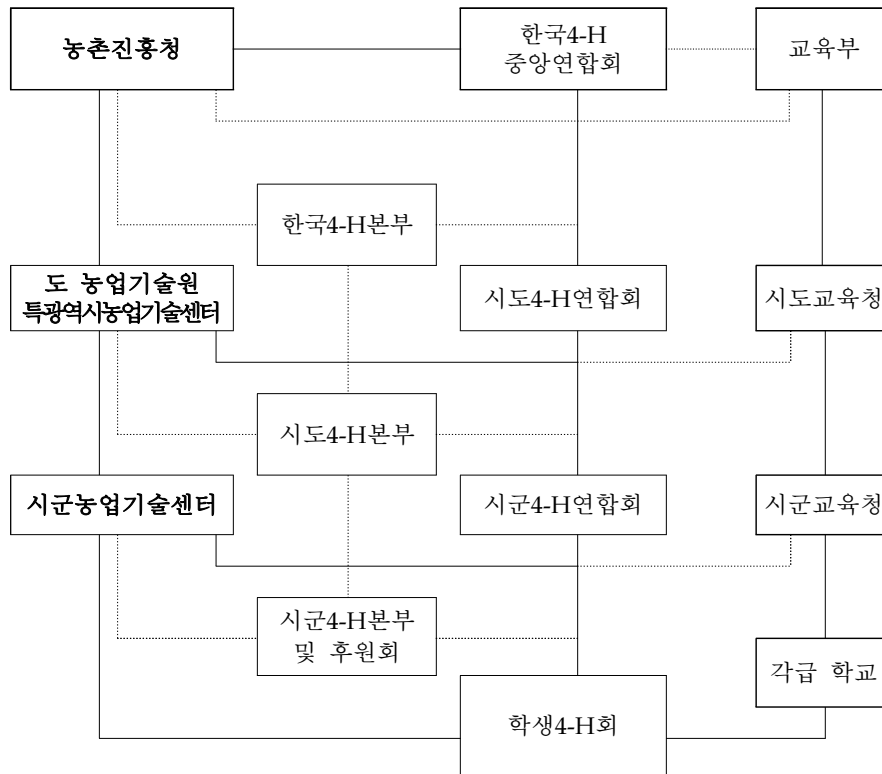 농촌진흥청
한국4-H
중앙연합회
교육부
한국4-H본부
도 농업기술원
특광역시농업기술센터
시도4-H연합회
시도교육청
시도4-H본부
시군농업기술센터
시군4-H연합회
시군교육청
시군4-H본부
및 후원회
각급 학교
학생4-H회